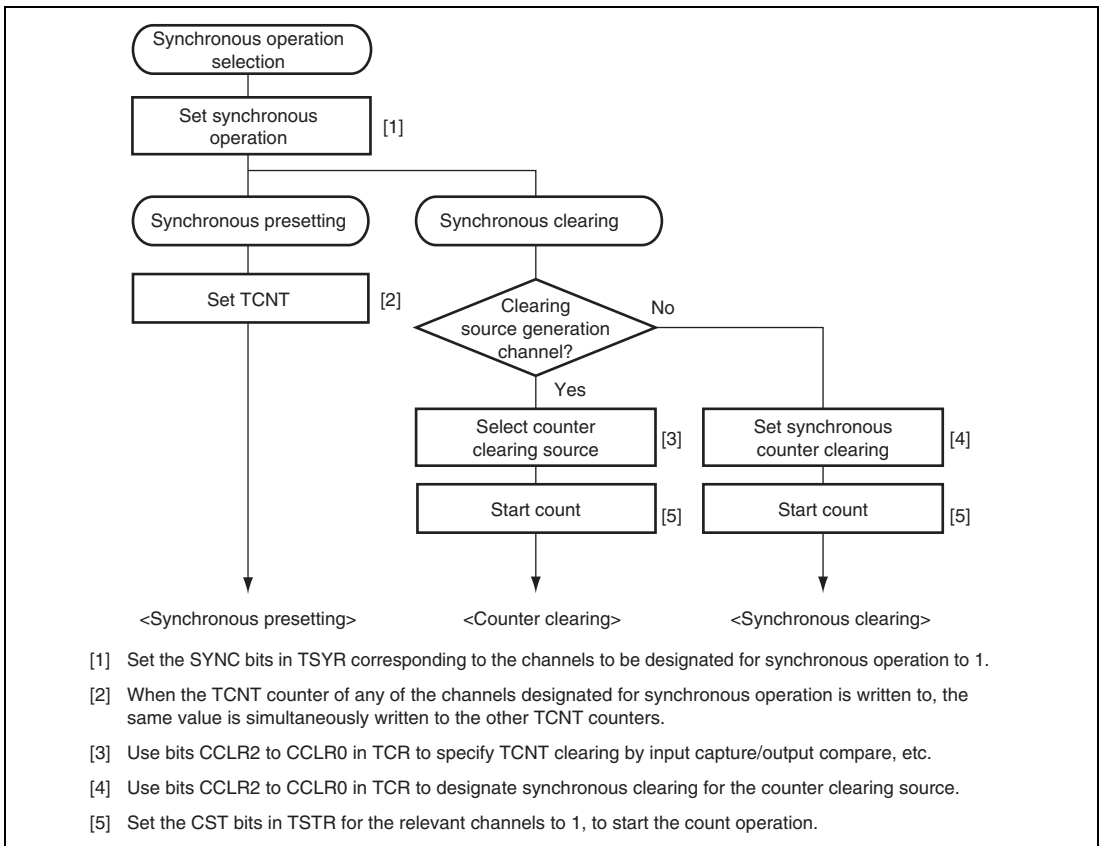 Synchronous operation
selection
Set synchronous
operation
[1]
Synchronous presetting
Synchronous clearing
Set TCNT
[2]
Clearing
source generation
channel?
No
Yes
Select counter
clearing source
[3]
Set synchronous
counter clearing
[4]
Start count
[5]
Start count
[5]
<Synchronous presetting>
<Counter clearing>
<Synchronous clearing>
[1] Set the SYNC bits in TSYR corresponding to the channels to be designated for synchronous operation to 1.
[2] When the TCNT counter of any of the channels designated for synchronous operation is written to, the
same value is simultaneously written to the other TCNT counters.
[3] Use bits CCLR2 to CCLR0 in TCR to specify TCNT clearing by input capture/output compare, etc.
[4] Use bits CCLR2 to CCLR0 in TCR to designate synchronous clearing for the counter clearing source.
[5] Set the CST bits in TSTR for the relevant channels to 1, to start the count operation.